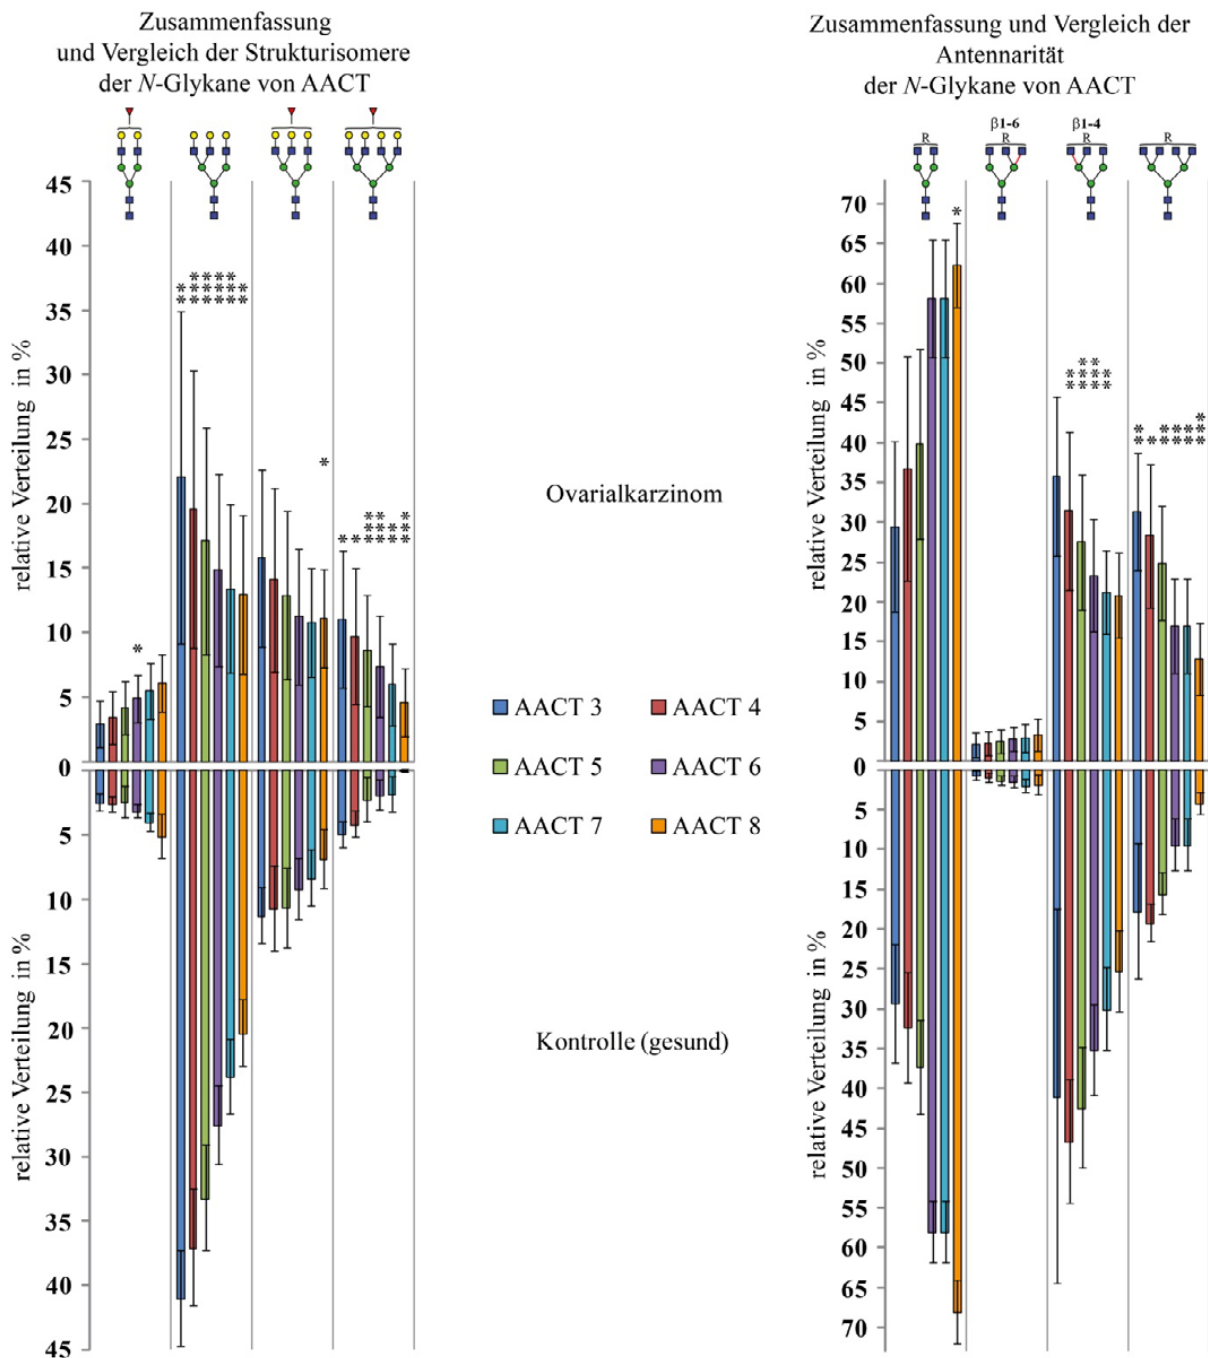 Zusammenfassung
und Vergleich der Strukturisomere
der N-Glykane von AACT
45
40
35
30
25
20
15
10
5
0
5
10
15
20
25
30
35
40
45
relative Verteilung in %
relative Verteilung in %
** *** *** *** *** **
*
*
* * *** *** ** ***
Ovarialkarzinom
AACT 3 AACT 4
AACT 5 AACT 6
AACT 7 AACT 8
Kontrolle (gesund)
Zusammenfassung und Vergleich der
Antennarität
der N-Glykane von AACT
R
β1-6
R
β1-4
R
R
70
65
60
55
50
45
40
35
30
25
20
15
10
5
0
5
10
15
20
25
30
35
40
45
50
55
60
65
70
relative Verteilung in %
relative Verteilung in %
*
** *** *** **
** * ** ** ** ***